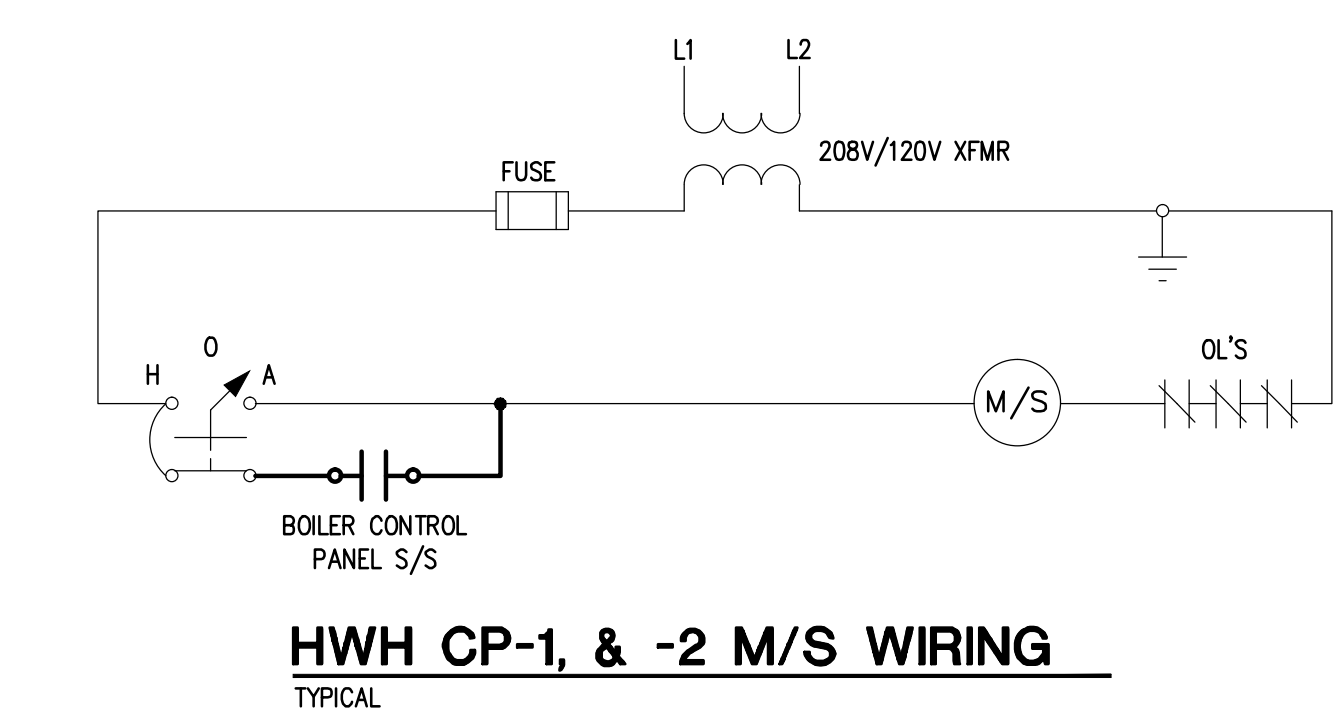 L1 L2
208V/120V XFMR
FUSE
O
H A
OL'S
M/S
BOILER CONTROL
PANEL S/S
HWH CP-1, & -2 M/S WIRING
TYPICAL